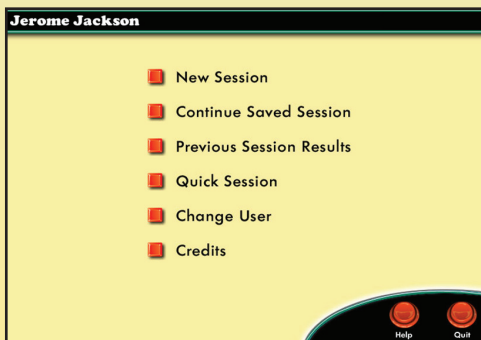 Jerome Jackson
New Session
Continue Saved Session
Previous Session Results
Quick Session
Change User
Credits
Help Quit